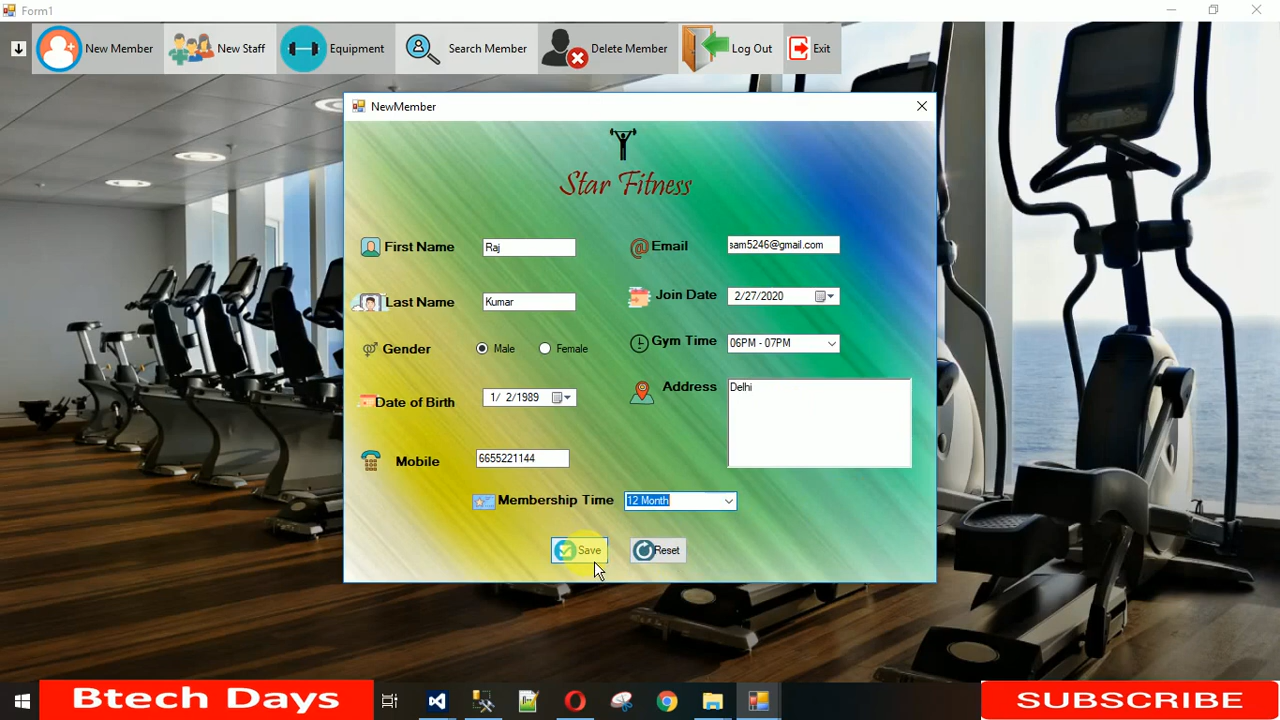 Form1
New Member
New Staff
Equipment
Search Member
Delete Member
Log Out
Exit
NewMember
Star Fitness
First Name
Raj
Email
sam5246@gmail.com
Last Name
Kumar
Join Date
2/27/2020
Gender
Male
Female
Gym Time
06PM - 07PM
Date of Birth
1/ 2/1989
Address
Delhi
Mobile
6655221144
Membership Time
12 Month
Save
Reset
Btech Days
SUBSCRIBE